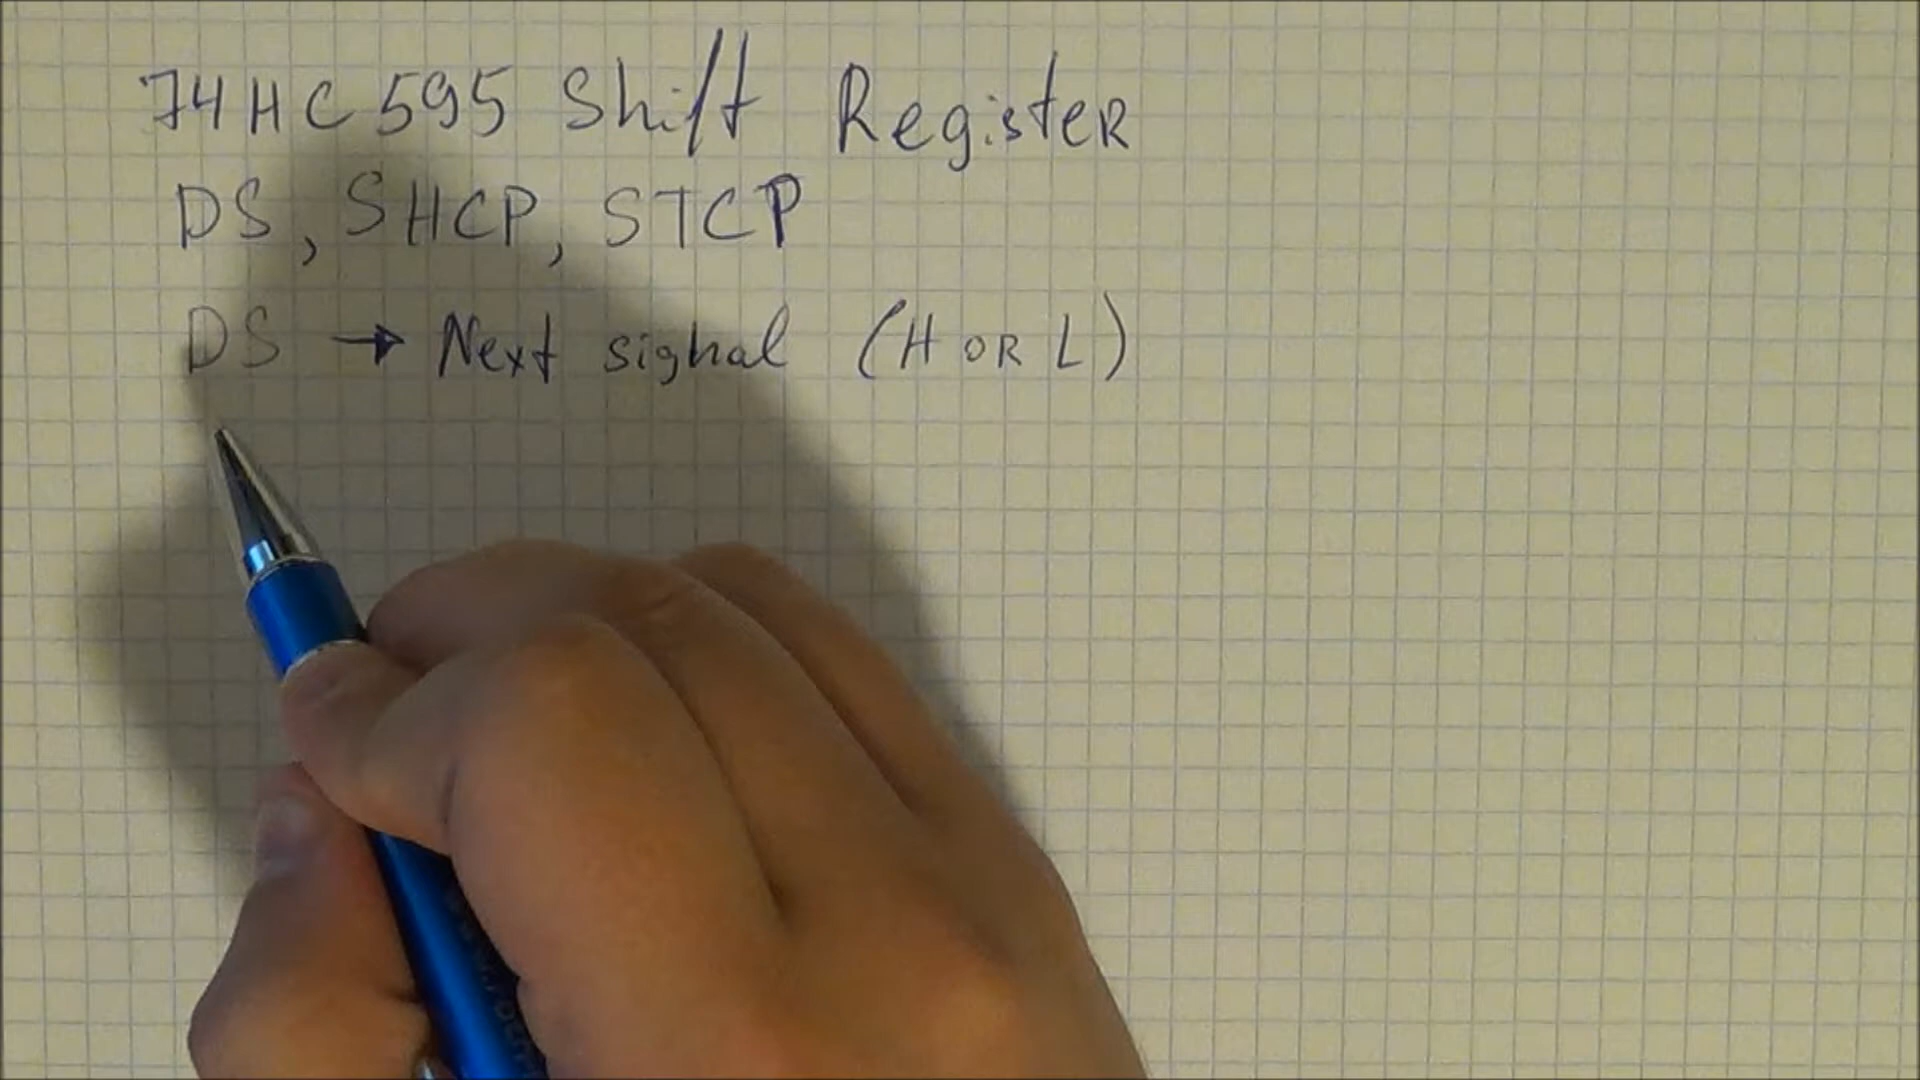 74HC595 Shift Register
DS, SHCP, STCP
DS → Next signal (H OR L)